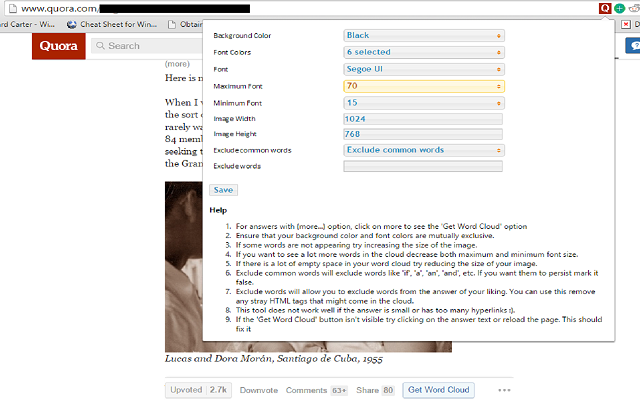 www.quora.com/
rd Carter - Wi...
Cheat Sheet for Win...
Obtain
D
Quora
Search
(more)
Here is n
When I v
the sort o
rarely wa
84 memb
seeking t
the Gran
Background Color Black
Font Colors 6 selected
Font Segoe UI
Maximum Font 70
Minimum Font 15
Image Width 1024
Image Height 768
Exclude common words Exclude common words
Exclude words
Save
Help
1. For answers with (more...) option, click on more to see the 'Get Word Cloud' option
2. Ensure that your background color and font colors are mutually exclusive.
3. If some words are not appearing try increasing the size of the image.
4. If you want to see a lot more words in the cloud decrease both maximum and minimum font size.
5. If there is a lot of empty space in your word cloud try reducing the size of your image.
6. Exclude common will exclude words like 'if', 'a', 'an', 'and', etc. If you want them to persist mark it
false.
7. Exclude words will allow you to exclude words from the answer of your liking. You can use this remove
any stray HTML tags that might come in the cloud.
8. This tool does not work well if the answer is small or has too many hyperlinks :).
9. If the 'Get Word Cloud' button isn't visible try clicking on the answer text or reload the page. This should
fix it
Lucas and Dora Morán, Santiago de Cuba, 1955
Upvoted 2.7k Downvote Comments 63+ Share 80 Get Word Cloud